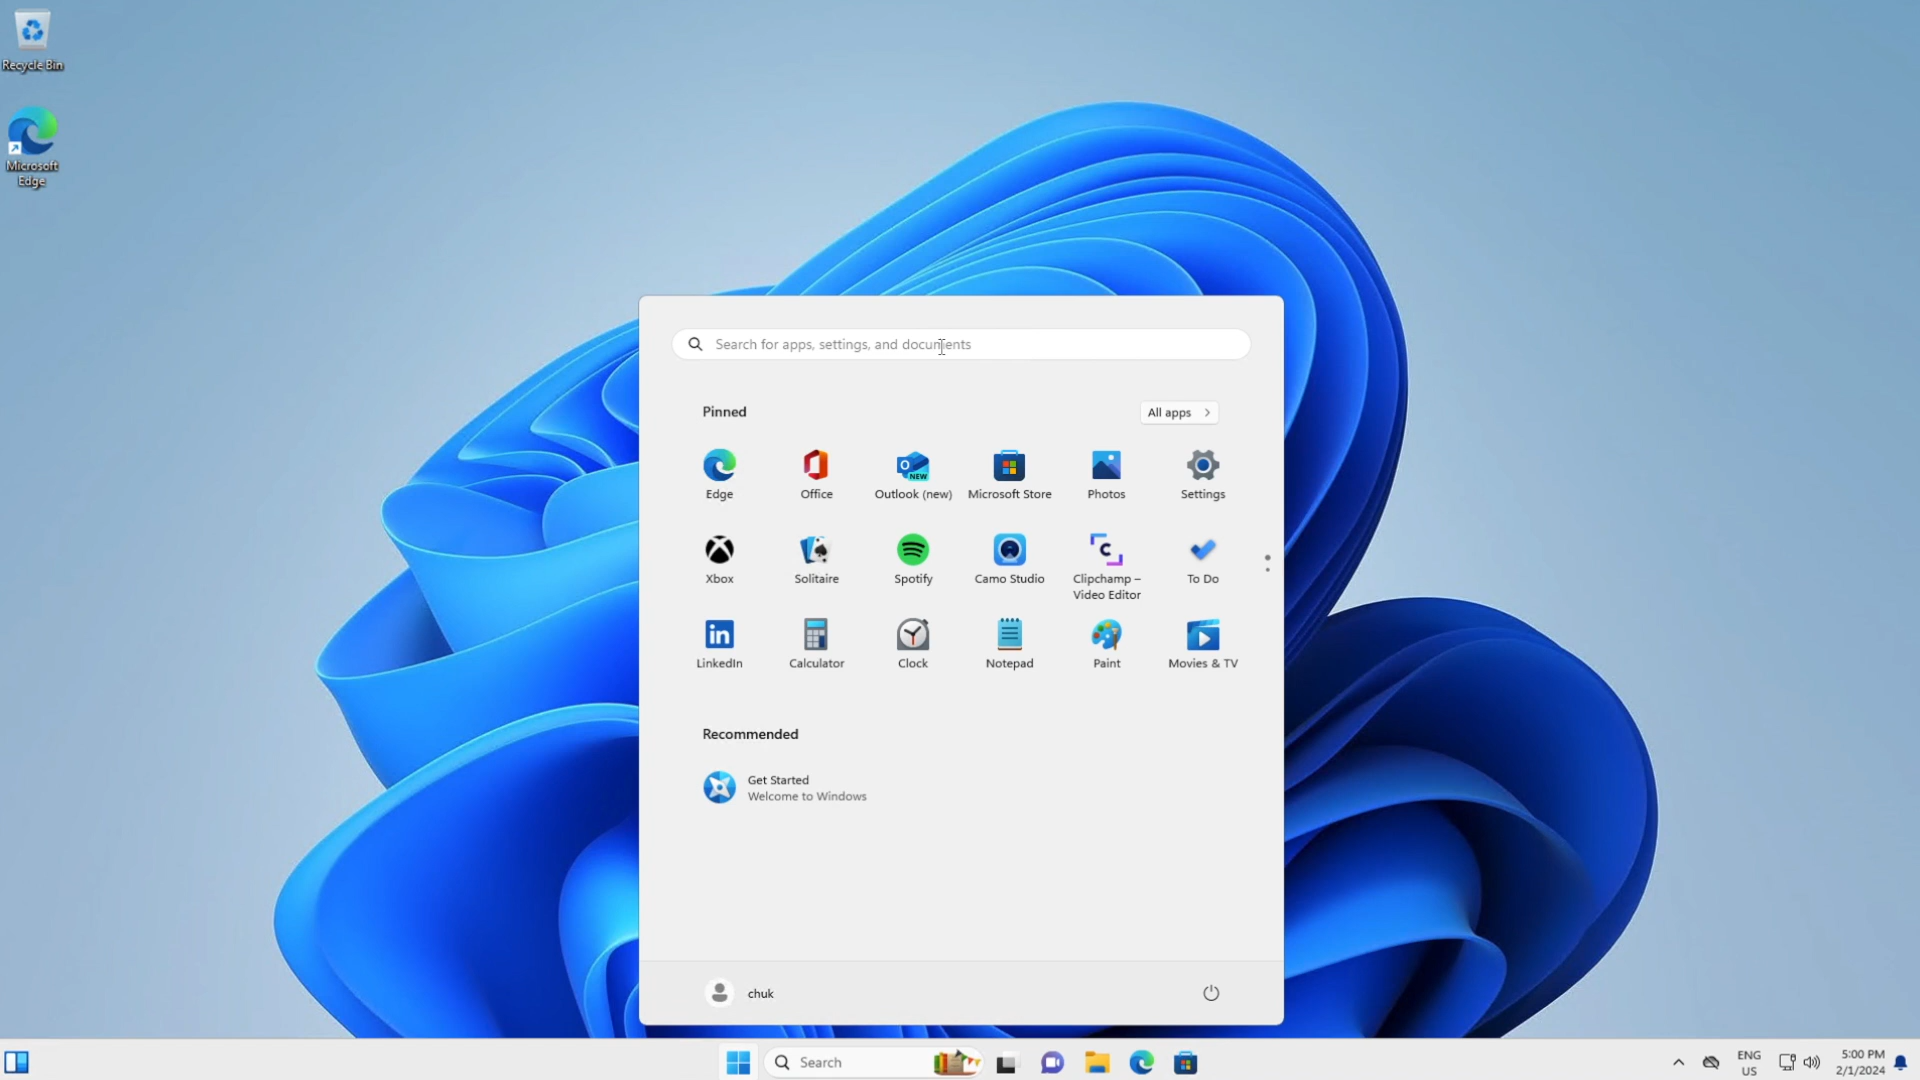 Recycle Bin
Microsoft
Edge
Search for apps, settings, and documents
Pinned
All apps
Edge
Office
Outlook (new)
Microsoft Store
Photos
Settings
Xbox
Solitaire
Spotify
Camo Studio
Clipchamp –
Video Editor
To Do
LinkedIn
Calculator
Clock
Notepad
Paint
Movies & TV
Recommended
Get Started
Welcome to Windows
chuk
Search
ENG
US
5:00 PM
2/1/2024